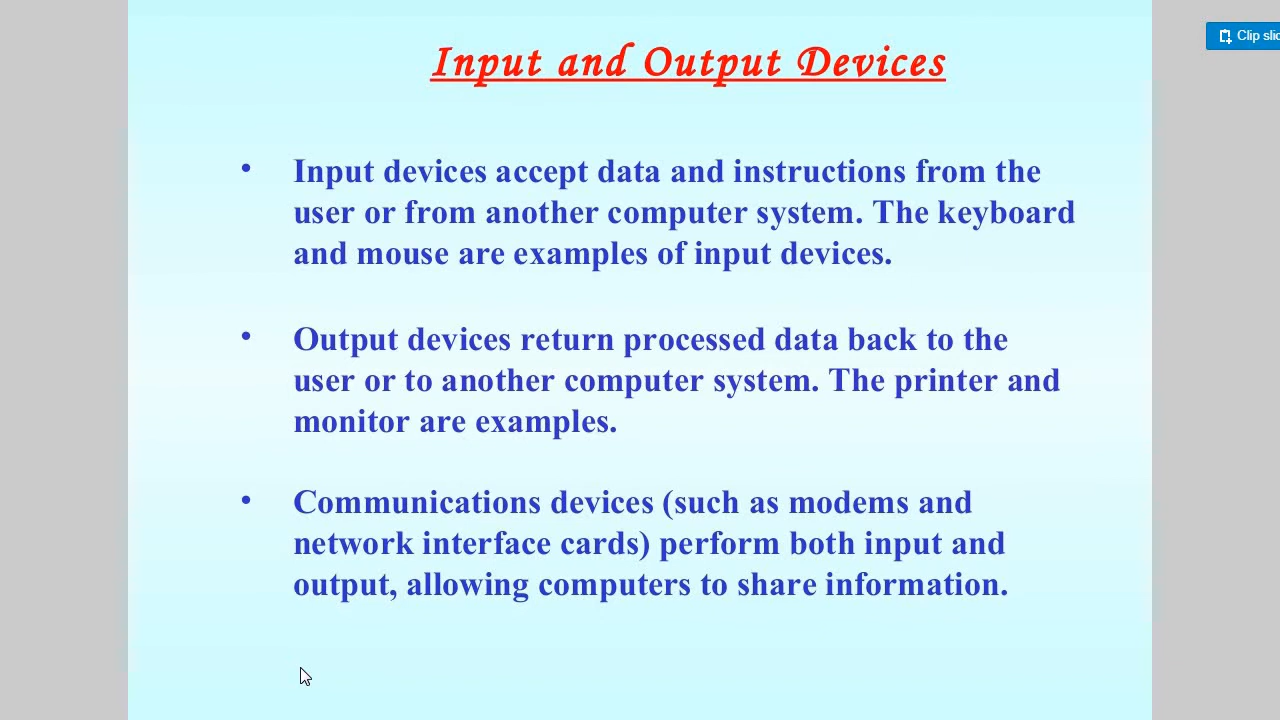 Input and Output Devices
Clip
• Input devices accept data and instructions from the
user or from another computer system. The keyboard
and mouse are examples of input devices.
• Output devices return processed data back to the
user or to another computer system. The printer and
monitor are examples.
• Communications devices (such as modems and
network interface cards) perform both input and
output, allowing computers to share information.